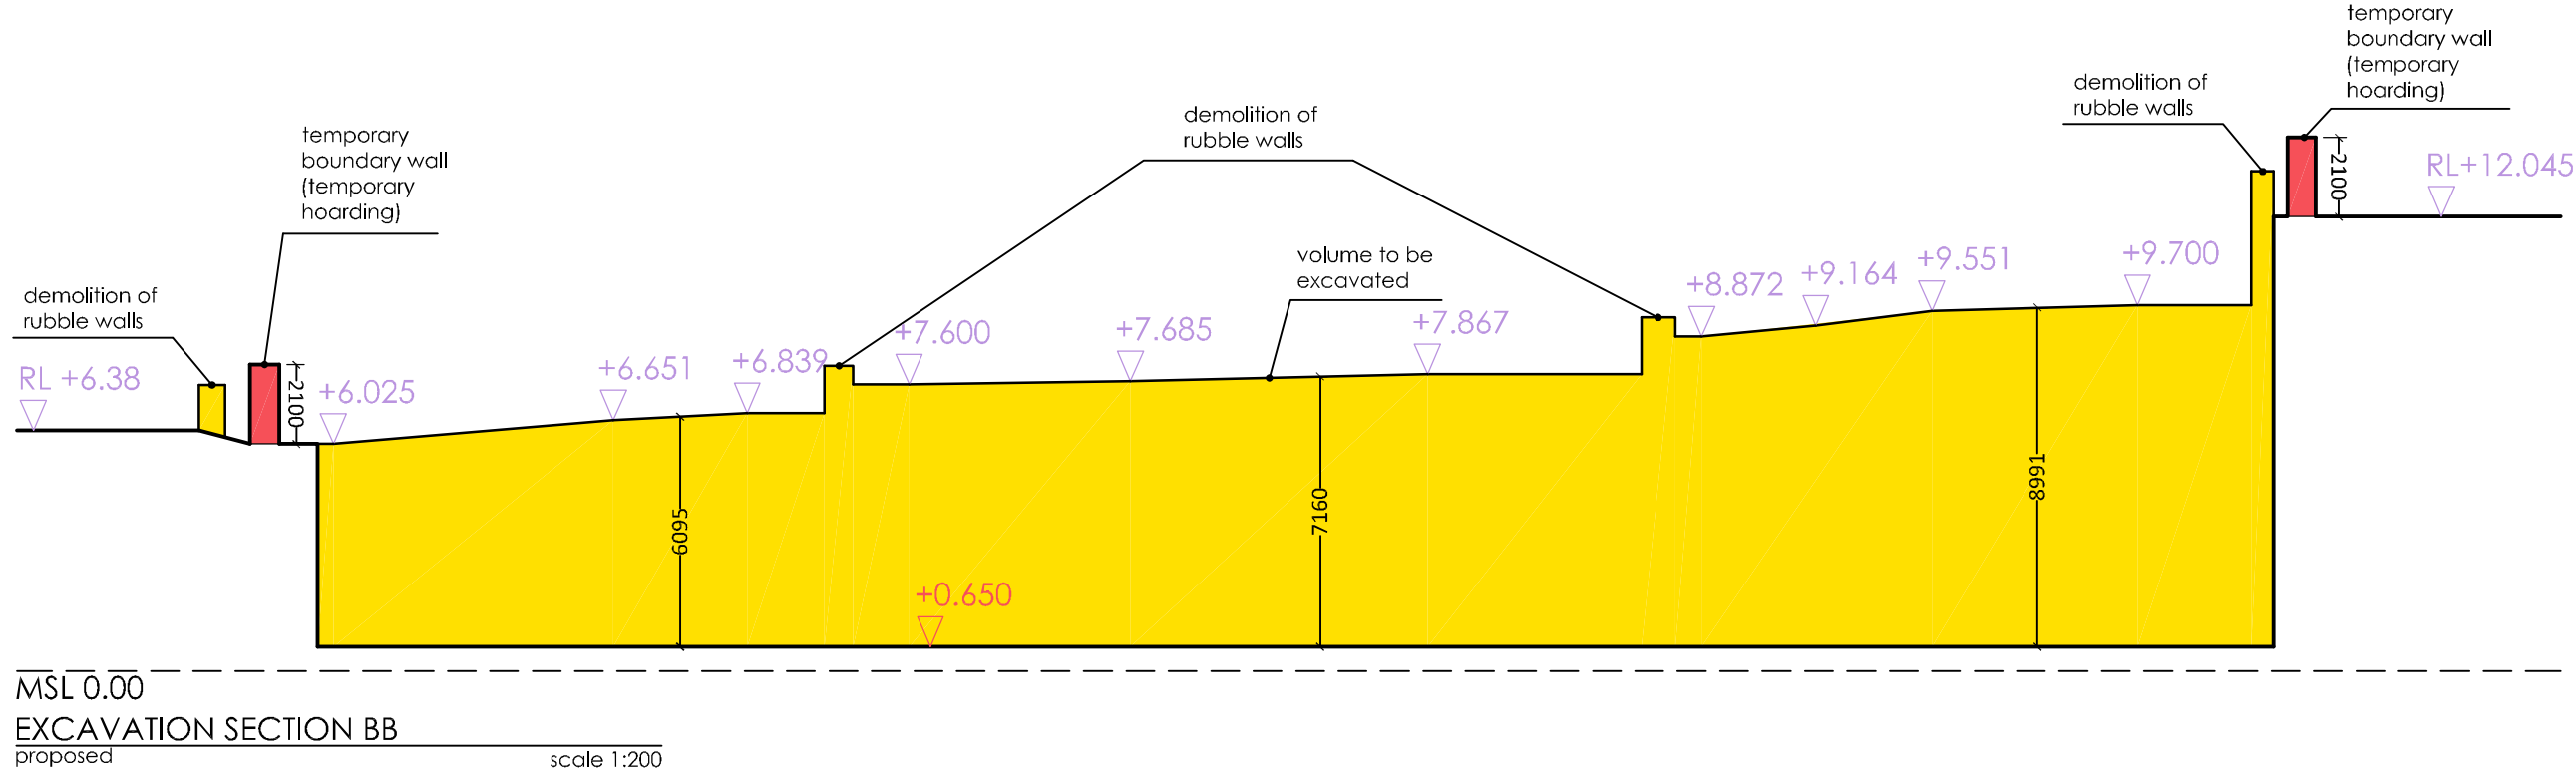 temporary
boundary wall
(temporary
hoarding)
demolition of
rubble walls
RL+12.045
2100
demolition of
rubble walls
temporary
boundary wall
(temporary
hoarding)
demolition of
rubble walls
RL +6.38
2100
+6.025
+6.651
+6.839
+7.600
+7.685
volume to be
excavated
+7.867
+8.872
+9.164
+9.551
+9.700
6095
7160
8991
+0.650
MSL 0.00
EXCAVATION SECTION BB
proposed
scale 1:200